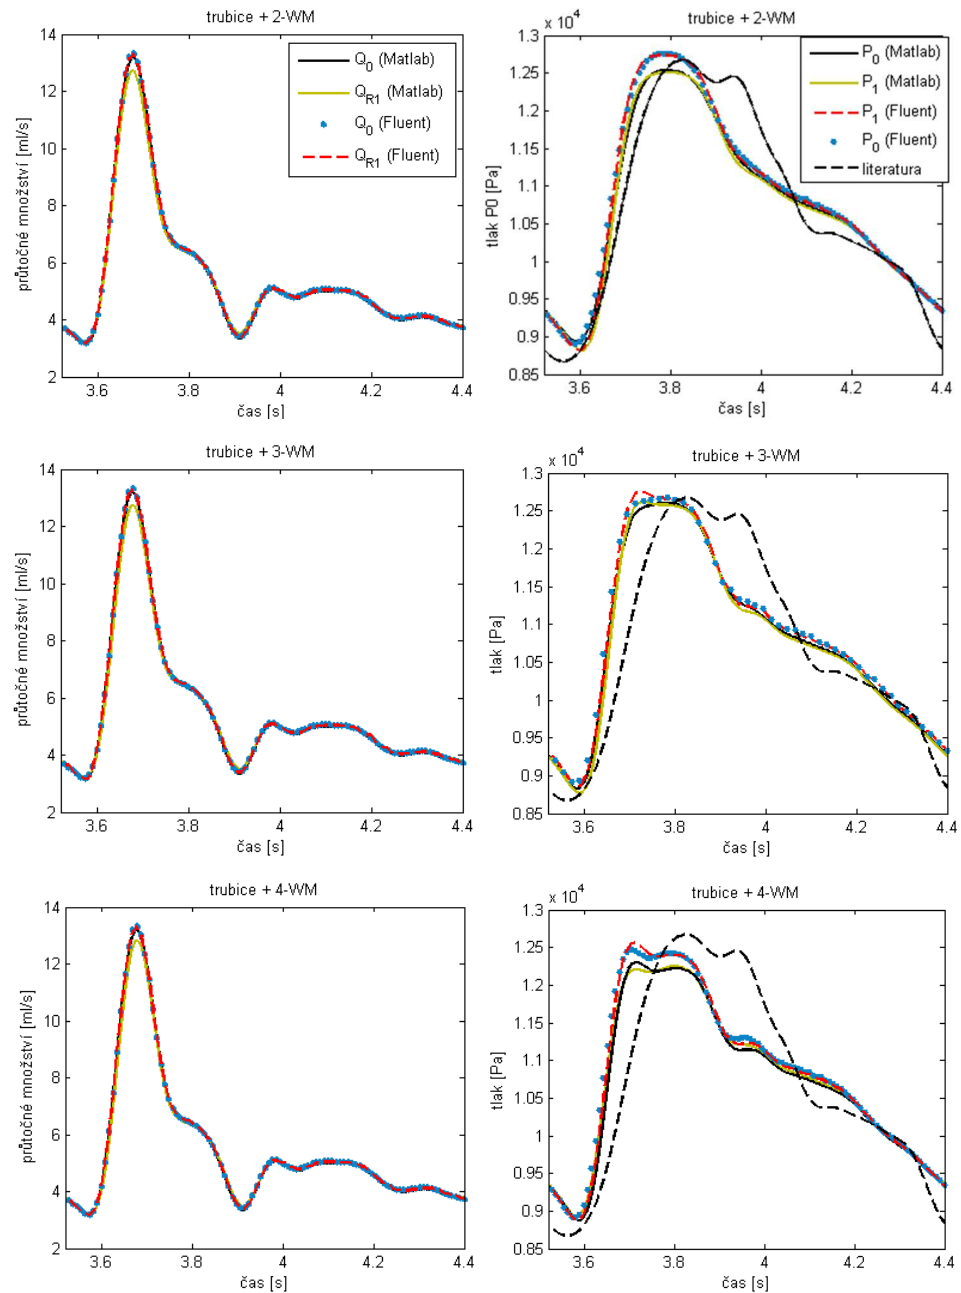 trubice + 2-WM
průtočné množství [ml/s]
14
12
10
8
6
4
2
3.6
3.8
4
4.2
4.4
čas [s]
Q0 (Matlab)
QR1 (Matlab)
Q0 (Fluent)
QR1 (Fluent)
trubice + 2-WM
x 10^4
tlak P0 [Pa]
1.3
1.25
1.2
1.15
1.1
1.05
1
0.95
0.9
0.85
3.6
3.8
4
4.2
4.4
čas [s]
P0 (Matlab)
P1 (Matlab)
P1 (Fluent)
P0 (Fluent)
literatura
trubice + 3-WM
průtočné množství [ml/s]
14
12
10
8
6
4
2
3.6
3.8
4
4.2
4.4
čas [s]
trubice + 3-WM
x 10^4
tlak [Pa]
1.3
1.25
1.2
1.15
1.1
1.05
1
0.95
0.9
0.85
3.6
3.8
4
4.2
4.4
čas [s]
trubice + 4-WM
průtočné množství [ml/s]
14
12
10
8
6
4
2
3.6
3.8
4
4.2
4.4
čas [s]
trubice + 4-WM
x 10^4
tlak [Pa]
1.3
1.25
1.2
1.15
1.1
1.05
1
0.95
0.9
0.85
3.6
3.8
4
4.2
4.4
čas [s]